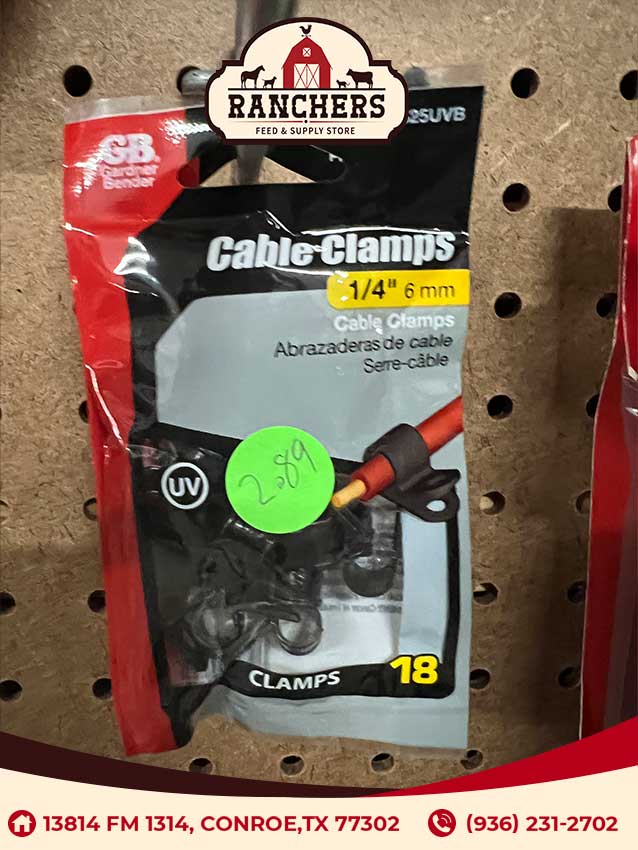 RANCHERS
FEED & SUPPLY STORE
25UVB
GB®
Gardner
Bender
Cable Clamps
1/4" 6 mm
Cable Clamps
Abrazaderas de cable
Serre-câble
UV
2.89
CLAMPS 18
13814 FM 1314, CONROE,TX 77302
(936) 231-2702